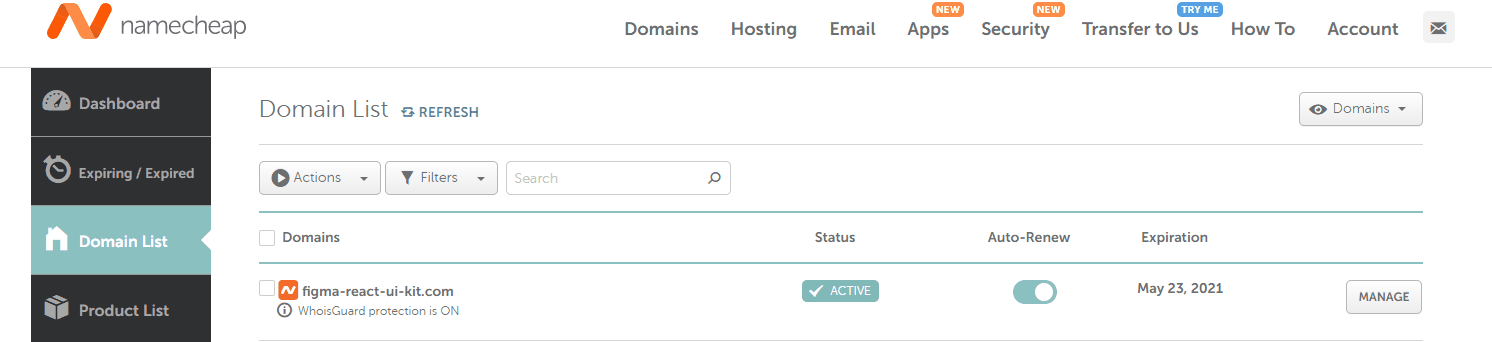 namecheap
NEW NEW TRY ME
Domains Hosting Email Apps Security Transfer to Us How To Account
Dashboard
Domain List REFRESH Domains
Expiring / Expired
Actions Filters Search
Domain List
Domains Status Auto-Renew Expiration
figma-react-ui-kit.com ACTIVE May 23, 2021 MANAGE
WhoisGuard protection is ON
Product List